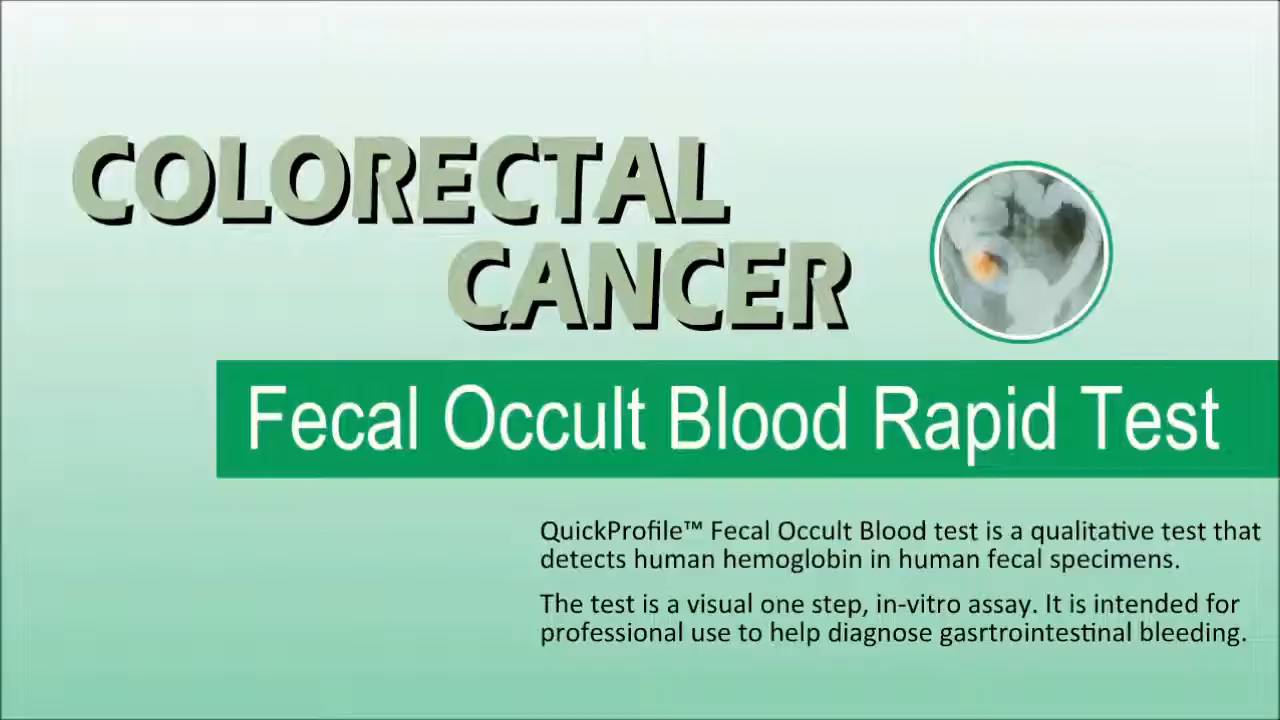 COLORECTAL
CANCER
Fecal Occult Blood Rapid Test
QuickProfile™ Fecal Occult Blood test is a qualitative test that
detects human hemoglobin in human fecal specimens.
The test is a visual one step, in-vitro assay. It is intended for
professional use to help diagnose gasrtrointestinal bleeding.